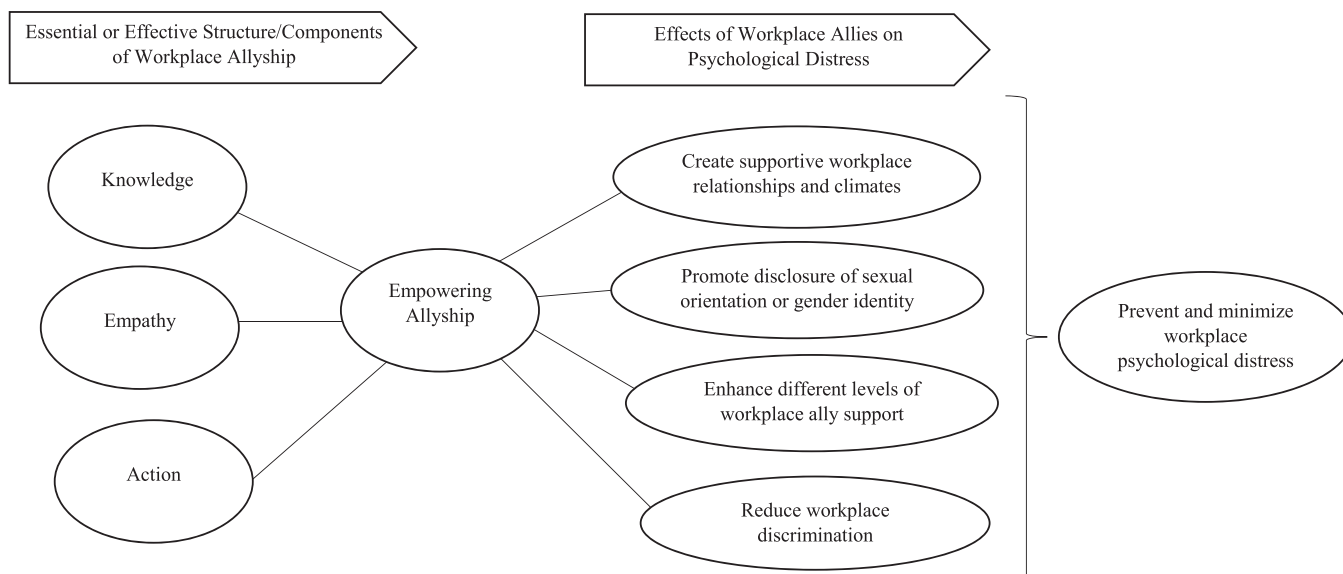 Essential or Effective Structure/Components
of Workplace Allyship
Effects of Workplace Allies on
Psychological Distress
Knowledge
Empathy
Action
Empowering
Allyship
Create supportive workplace
relationships and climates
Promote disclosure of sexual
orientation or gender identity
Enhance different levels of
workplace ally support
Reduce workplace
discrimination
Prevent and minimize
workplace
psychological distress